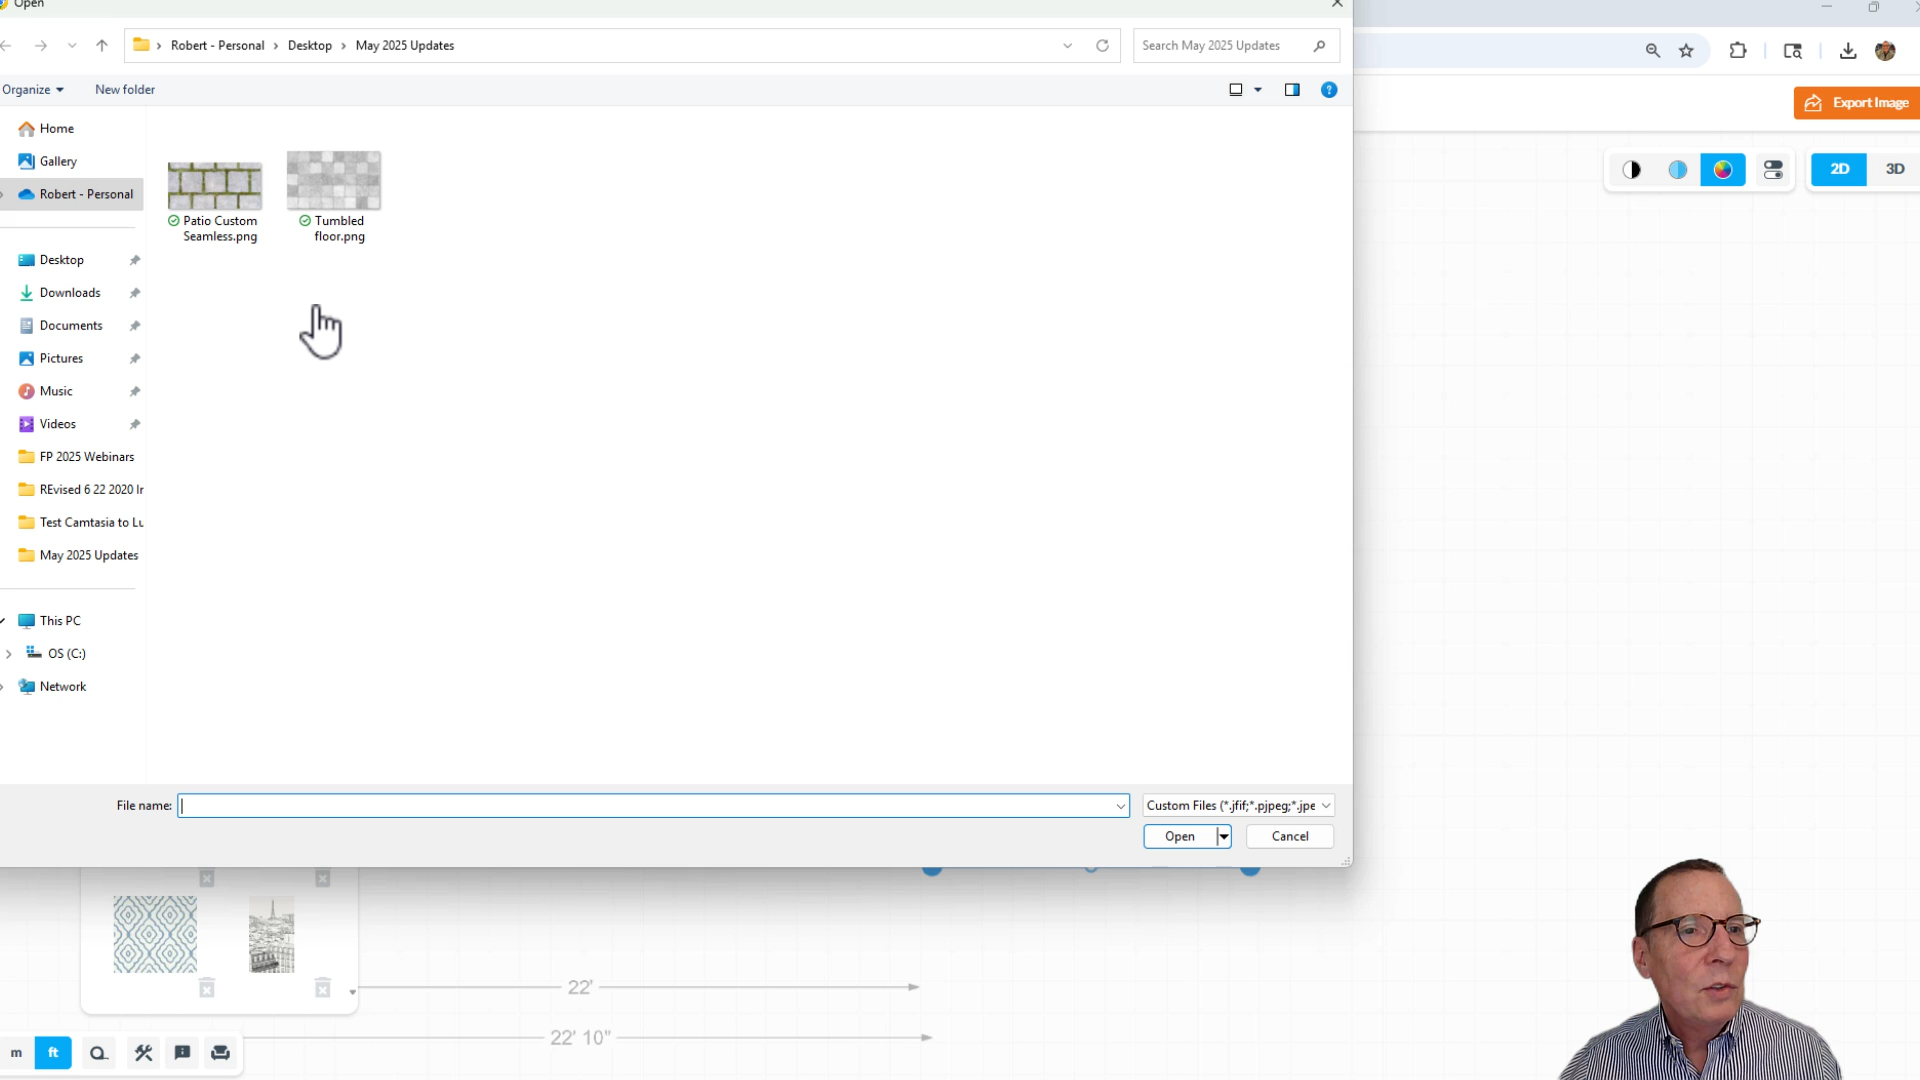 Open
Robert - Personal > Desktop > May 2025 Updates
Search May 2025 Updates
Organize
New folder
Export Image
Home
Gallery
Robert - Personal
2D
3D
Patio Custom
Seamless.png
Tumbled
floor.png
Desktop
Downloads
Documents
Pictures
Music
Videos
FP 2025 Webinars
REvised 6 22 2020 Ir
Test Camtasia to Lu
May 2025 Updates
This PC
OS (C:)
Network
File name:
Custom Files (*.jfif;*.pjpeg;*.jpe
Open
Cancel
22'
22' 10"
m
ft